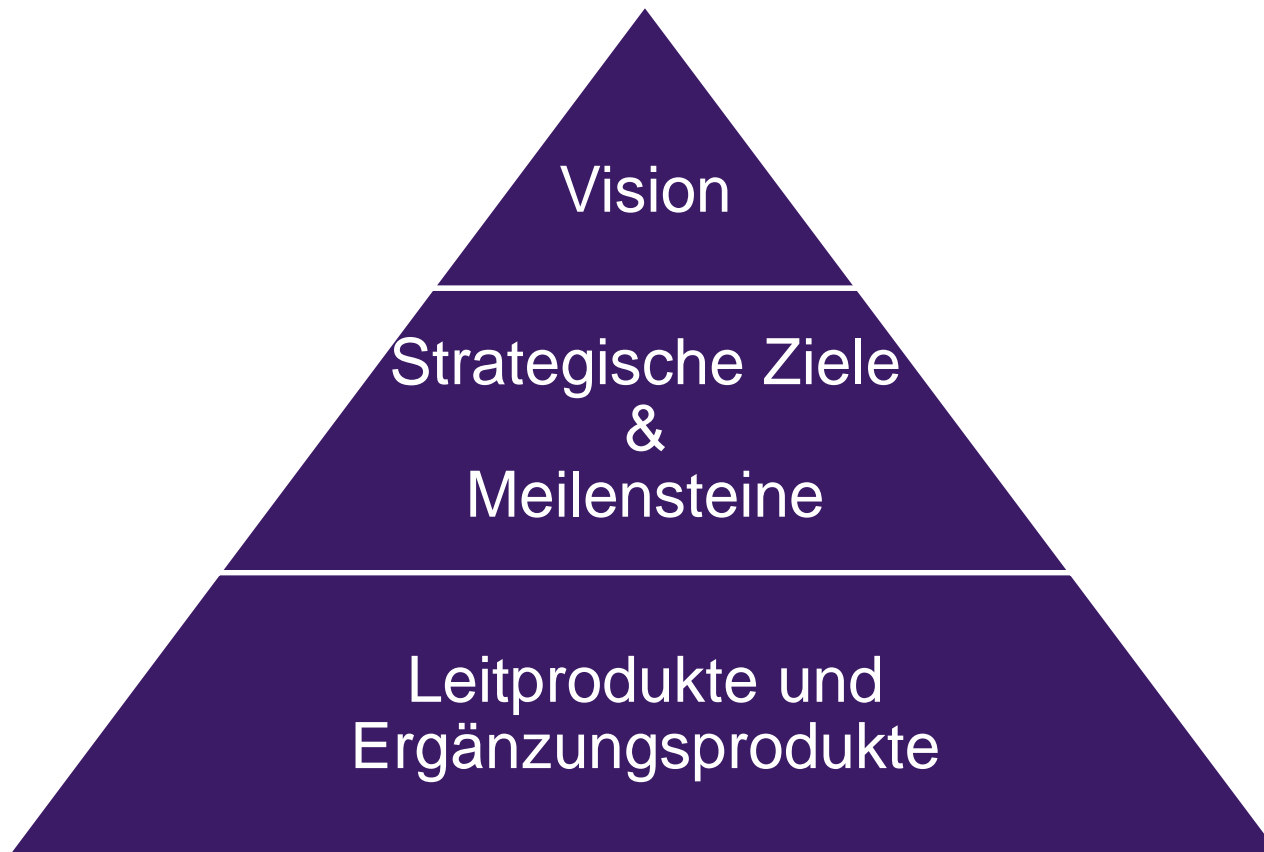 Vision
Strategische Ziele
&
Meilensteine
Leitprodukte und
Ergänzungsprodukte